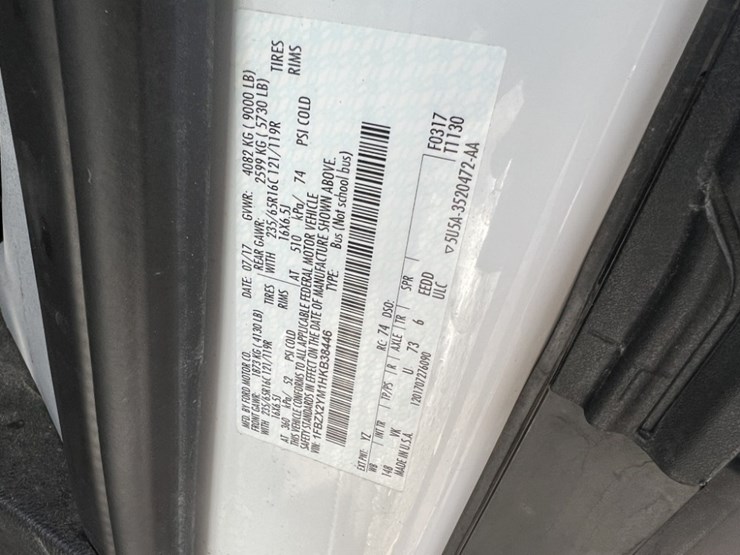 MFD. BY FORD MOTOR CO.
DATE: 07/17 GVWR: 4082 KG ( 9000 LB)
FRONT GAWR: 1873 KG ( 4130 LB) REAR GAWR: 2599 KG ( 5730 LB)
WITH 235/65R16C 121/119R TIRES WITH 235/65R16C 121/119R TIRES
16X6.5J RIMS 16X6.5J RIMS
AT 360 kPa/ 52 PSI COLD AT 510 kPa/ 74 PSI COLD
THIS VEHICLE CONFORMS TO ALL APPLICABLE FEDERAL MOTOR VEHICLE
SAFETY STANDARDS IN EFFECT ON THE DATE OF MANUFACTURE SHOWN ABOVE.
VIN: 1FBZX2YM1HKB38446
TYPE: Bus (Not school bus)
EXT PNT: YZ RC: 74 DSO: F0317
WB INT TR TP/PS R AXLE TR SPR T1130
148 VK U 73 6 EEDD
ULC
MADE IN U.S.A. 1201707276090 ▽5U5A-3520472-AA